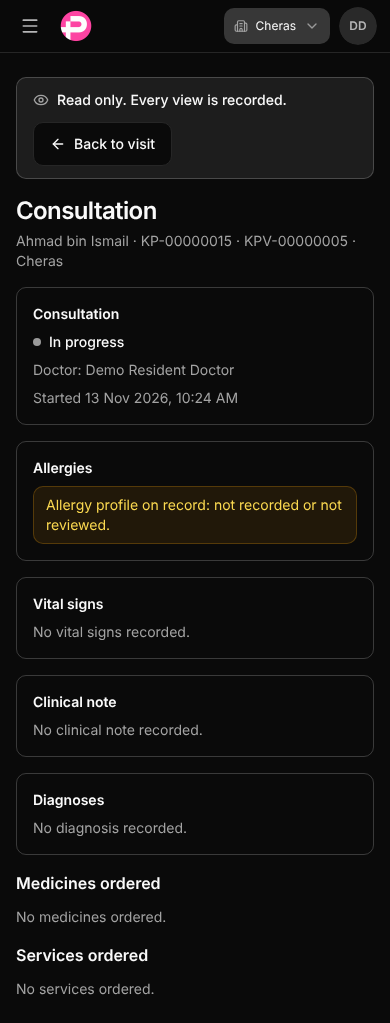 Cheras
DD
Read only. Every view is recorded.
Back to visit
Consultation
Ahmad bin Ismail · KP-00000015 · KPV-00000005 ·
Cheras
Consultation
In progress
Doctor: Demo Resident Doctor
Started 13 Nov 2026, 10:24 AM
Allergies
Allergy profile on record: not recorded or not
reviewed.
Vital signs
No vital signs recorded.
Clinical note
No clinical note recorded.
Diagnoses
No diagnosis recorded.
Medicines ordered
No medicines ordered.
Services ordered
No services ordered.